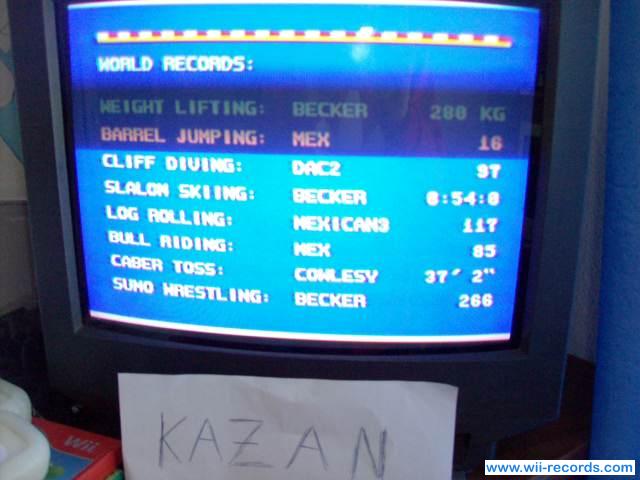 WORLD RECORDS:
WEIGHT LIFTING: BECKER 280 KG
BARREL JUMPING: MEX 16
CLIFF DIVING: DAC2 97
SLALOM SKIING: BECKER 0:54:0
LOG ROLLING: MEXICAN3 117
BULL RIDING: MEX 85
CABER TOSS: COWLESY 37' 2"
SUMO WRESTLING: BECKER 266
KAZAN
Wii
www.wii-records.com